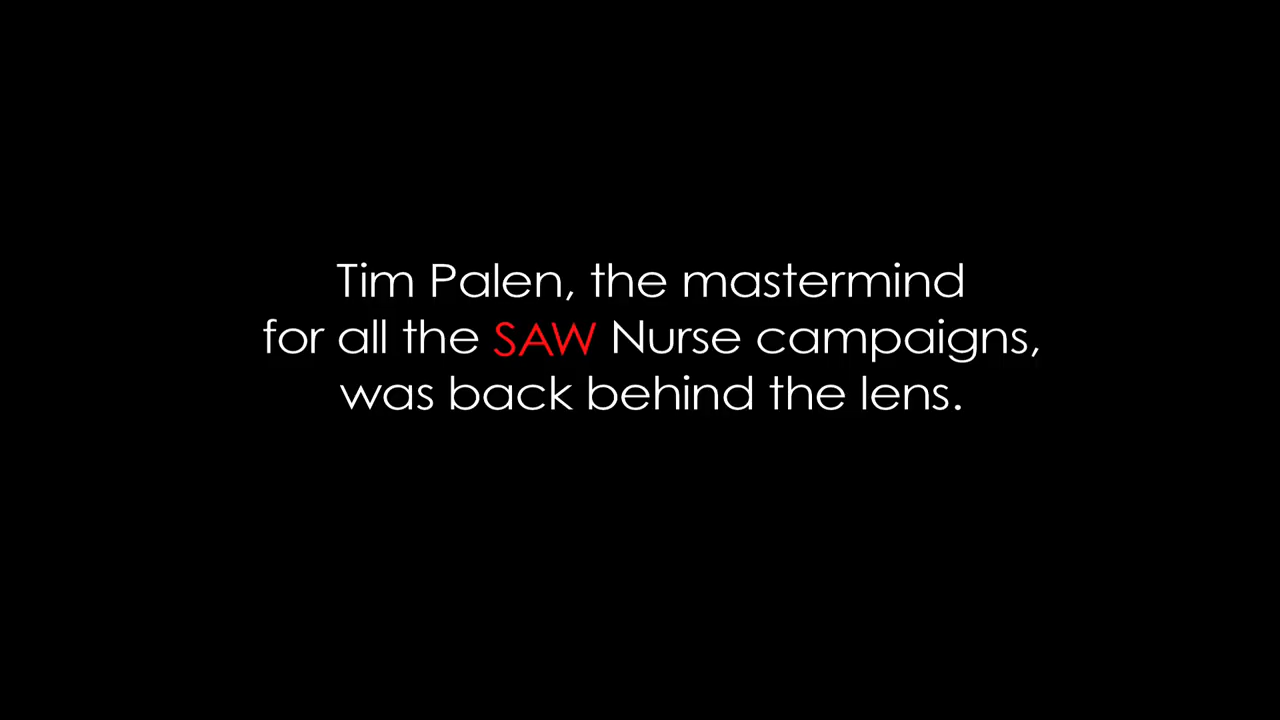 Tim Palen, the mastermind
for all the SAW Nurse campaigns,
was back behind the lens.